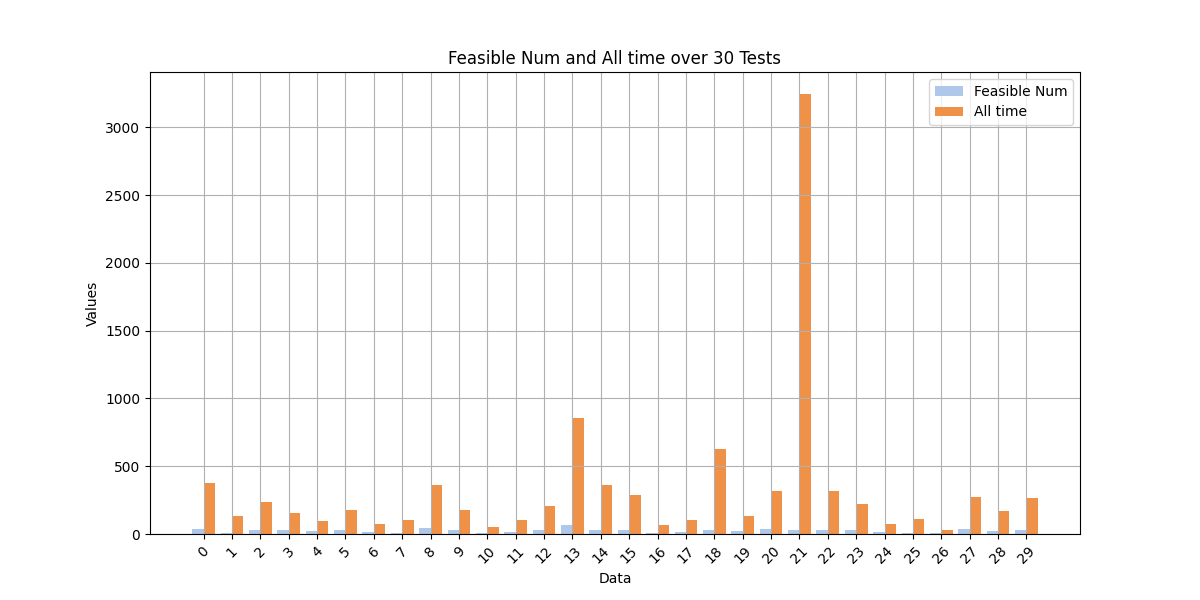 Feasible Num and All time over 30 Tests
Feasible Num
All time
3000
2500
2000
1500
1000
500
0
Values
0 1 2 3 4 5 6 7 8 9 10 11 12 13 14 15 16 17 18 19 20 21 22 23 24 25 26 27 28 29
Data